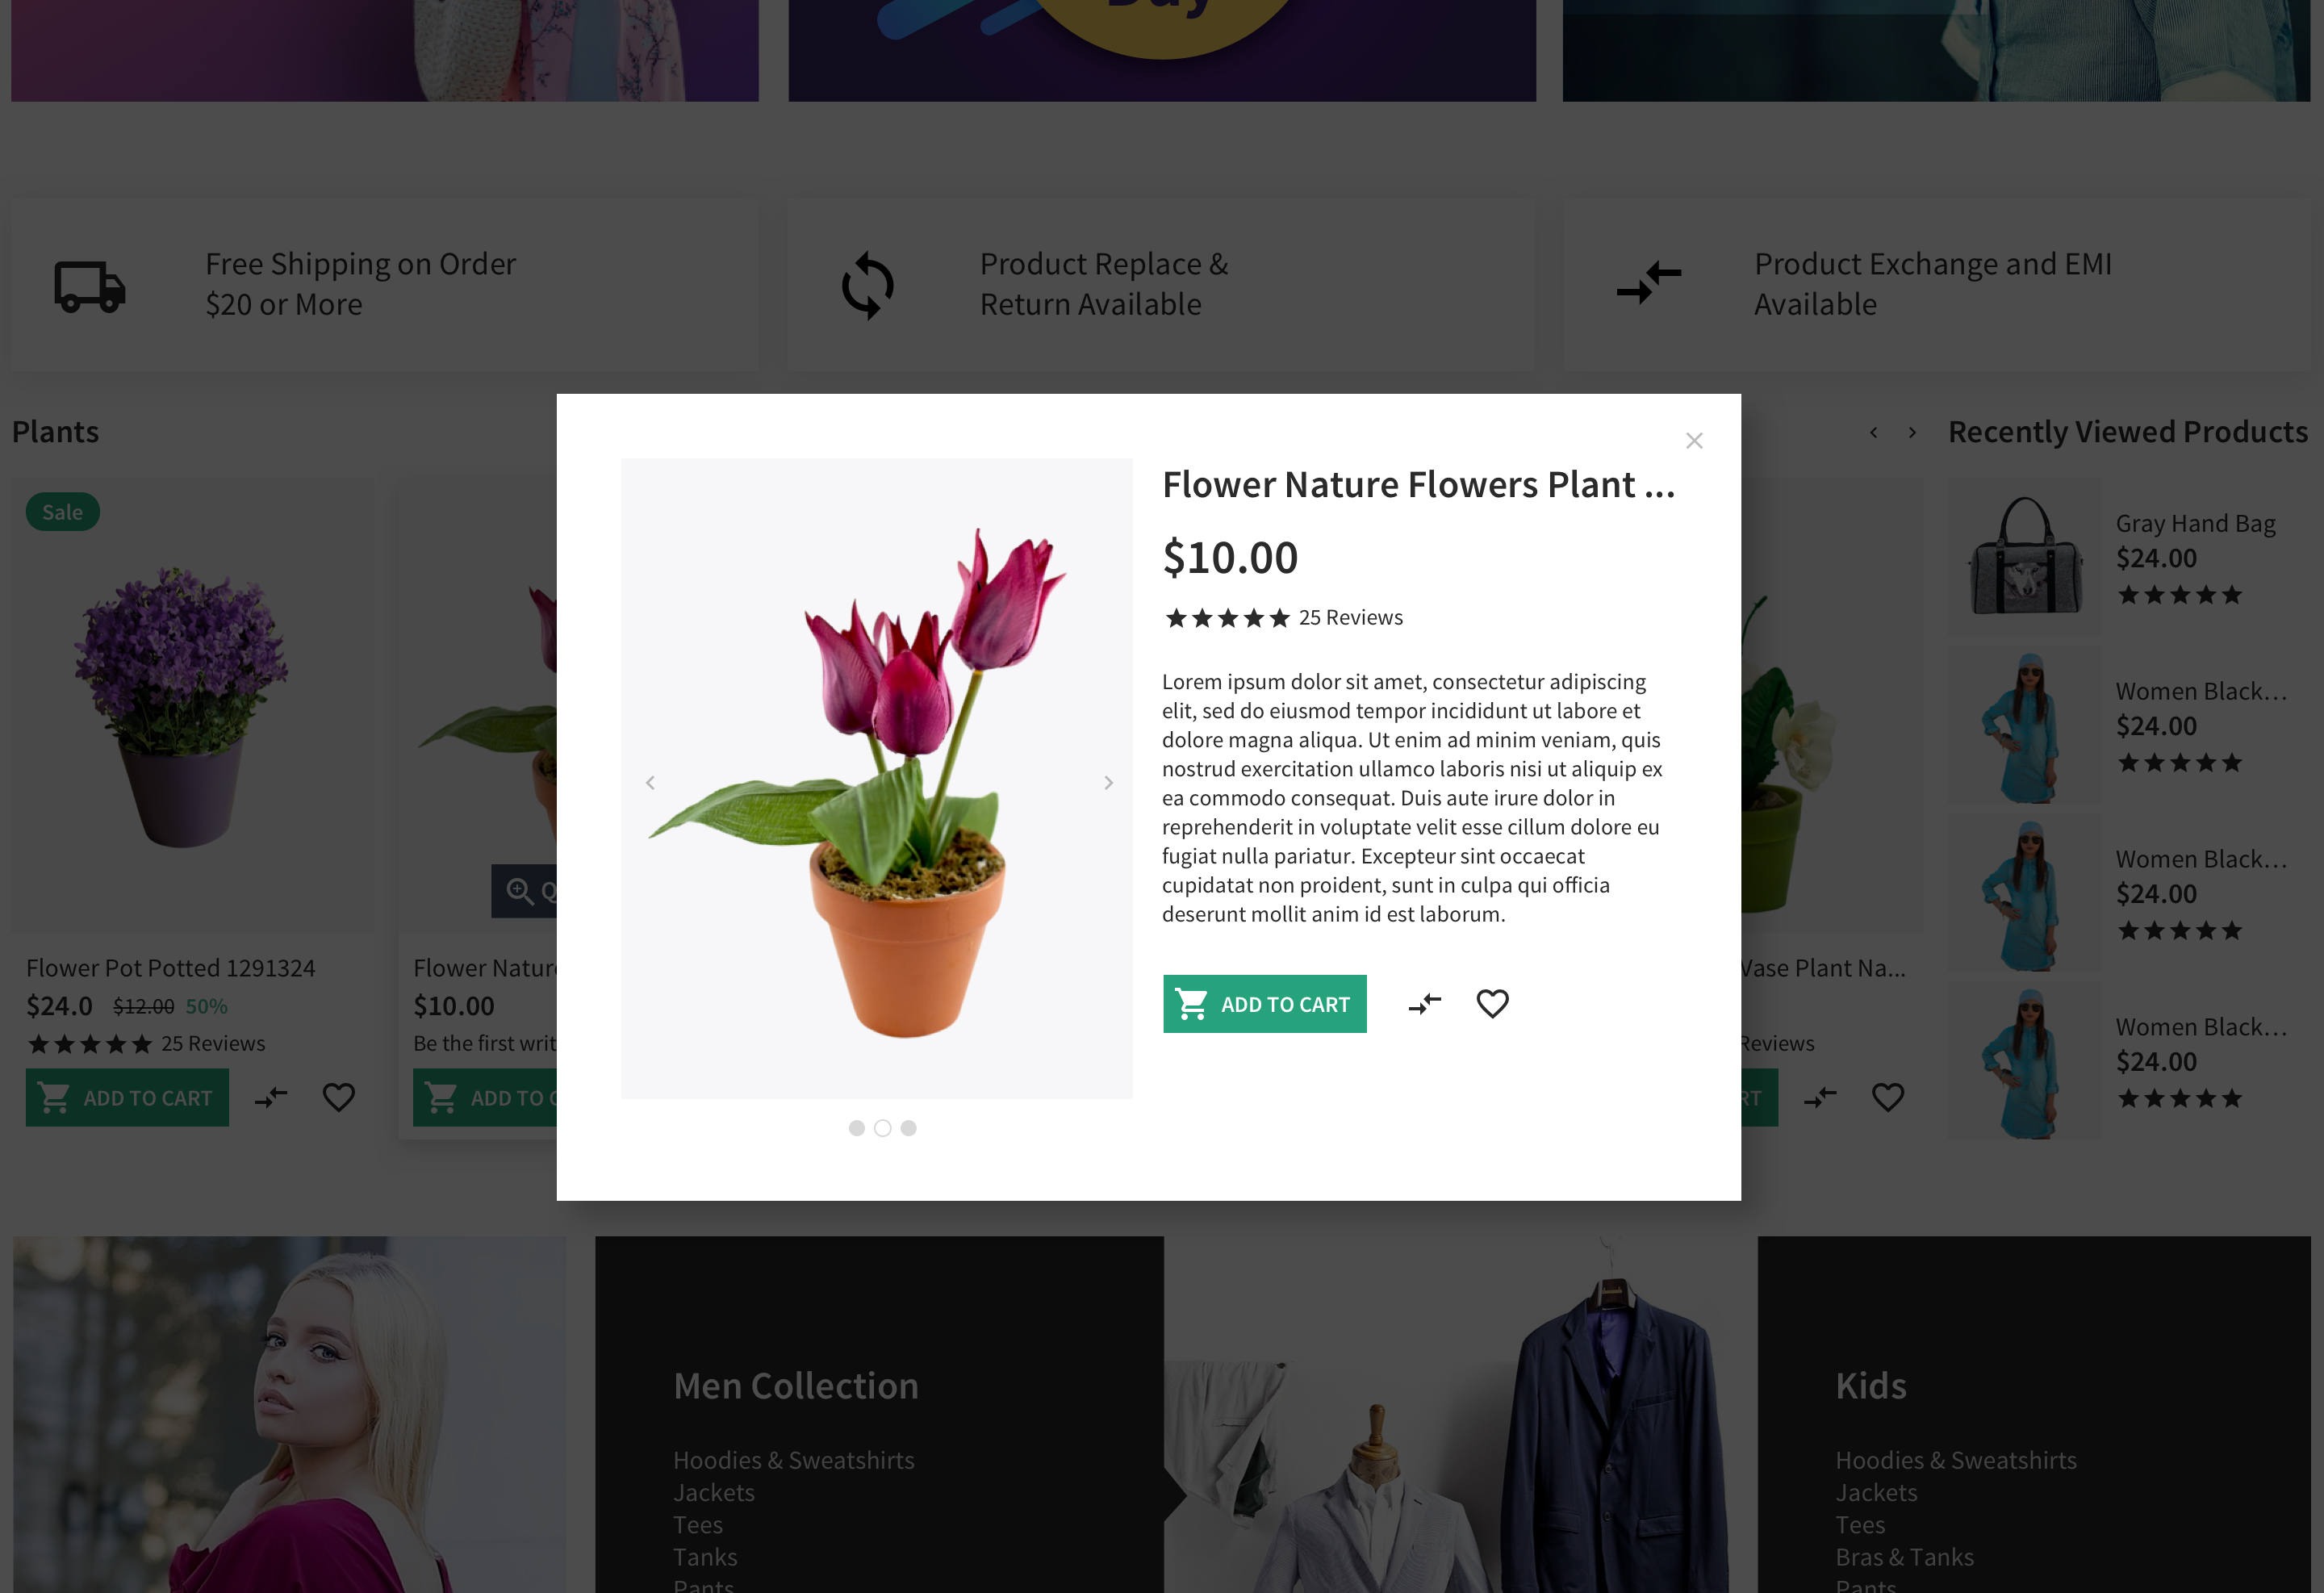 Free Shipping on Order
$20 or More
Product Replace &
Return Available
Product Exchange and EMI
Available
Plants
Recently Viewed Products
Sale
Flower Pot Potted 1291324
$24.0 $12.00 50%
25 Reviews
ADD TO CART
Flower Natur
$10.00
Be the first writ
ADD TO
Flower Nature Flowers Plant ...
$10.00
25 Reviews
Lorem ipsum dolor sit amet, consectetur adipiscing
elit, sed do eiusmod tempor incididunt ut labore et
dolore magna aliqua. Ut enim ad minim veniam, quis
nostrud exercitation ullamco laboris nisi ut aliquip ex
ea commodo consequat. Duis aute irure dolor in
reprehenderit in voluptate velit esse cillum dolore eu
fugiat nulla pariatur. Excepteur sint occaecat
cupidatat non proident, sunt in culpa qui officia
deserunt mollit anim id est laborum.
ADD TO CART
Vase Plant Na...
Reviews
RT
Gray Hand Bag
$24.00
Women Black...
$24.00
Women Black...
$24.00
Women Black...
$24.00
Men Collection
Hoodies & Sweatshirts
Jackets
Tees
Tanks
Pants
Kids
Hoodies & Sweatshirts
Jackets
Tees
Bras & Tanks
Pants